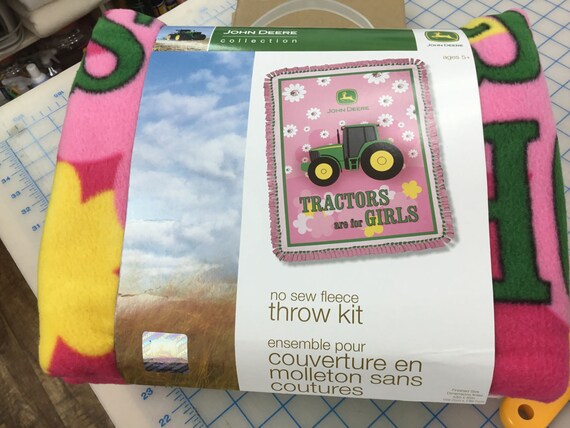 JOHN DEERE
collection
JOHN DEERE
ages 5+
JOHN DEERE
TRACTORS
are for GIRLS
no sew fleece
throw kit
ensemble pour
couverture en
molleton sans
coutures